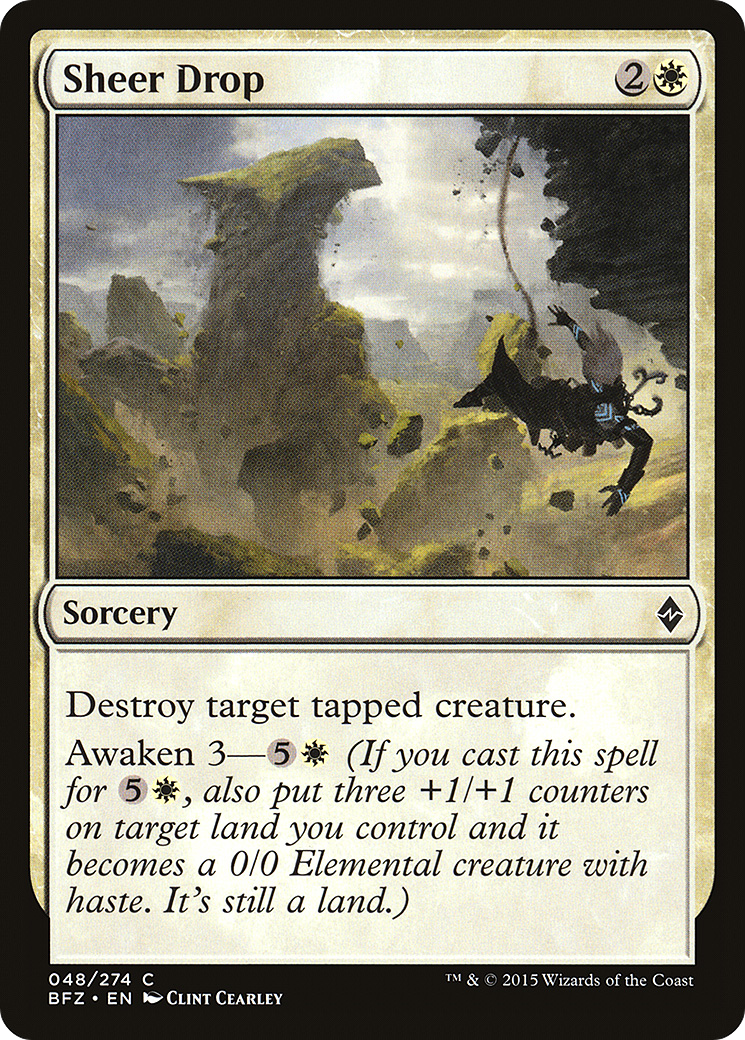 Sheer Drop 2
Sorcery
Destroy target tapped creature.
Awaken 3—5 (If you cast this spell
for 5, also put three +1/+1 counters
on target land you control and it
becomes a 0/0 Elemental creature with
haste. It's still a land.)
048/274 C
BFZ • EN CLINT CEARLEY
™ & © 2015 Wizards of the Coast